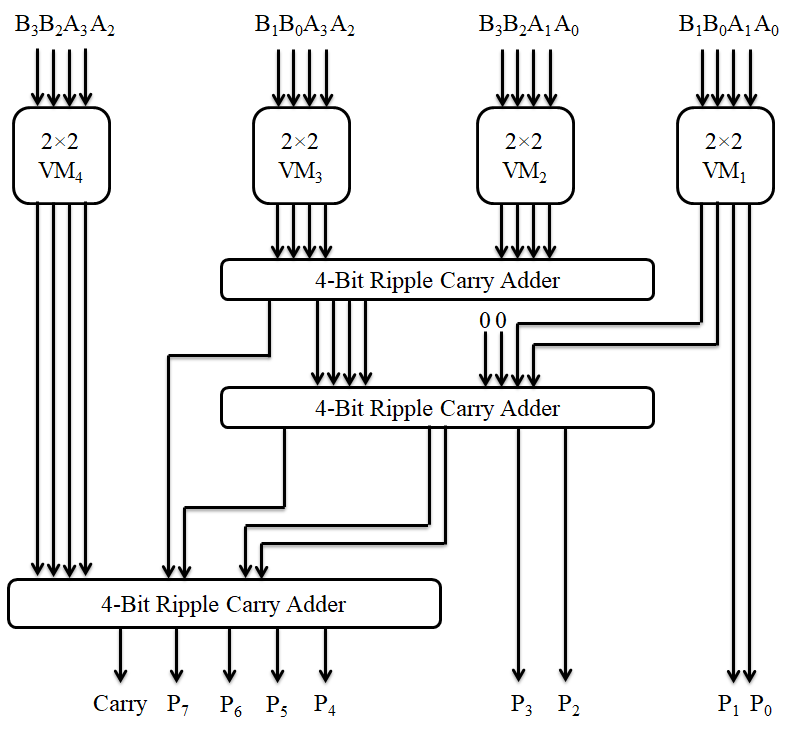 B₃B₂A₃A₂ B₁B₀A₃A₂ B₃B₂A₁A₀ B₁B₀A₁A₀
2×2 2×2 2×2 2×2
VM₄ VM₃ VM₂ VM₁
4-Bit Ripple Carry Adder
0 0
4-Bit Ripple Carry Adder
4-Bit Ripple Carry Adder
Carry P₇ P₆ P₅ P₄ P₃ P₂ P₁ P₀